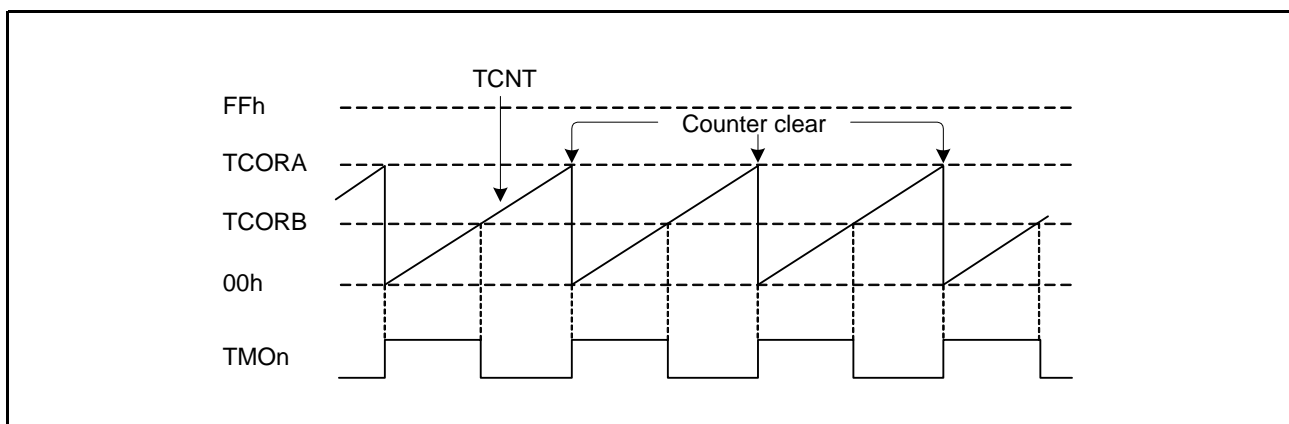 TCNT
FFh
Counter clear
TCORA
TCORB
00h
TMOn